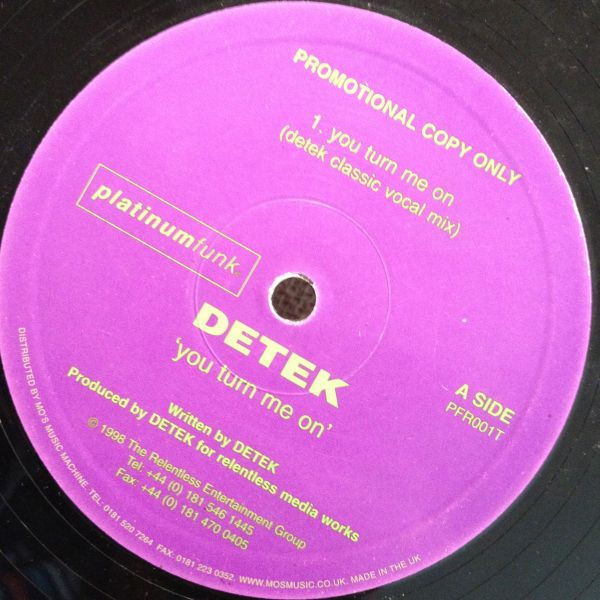 PROMOTIONAL COPY ONLY
1. you turn me on
(detek classic vocal mix)
platinumfunk.
DETEK
'you turn me on'
A SIDE
PFR001T
Written by DETEK
Produced by DETEK for relentless media works
© 1998 The Relentless Entertainment Group
Tel: +44 (0) 181 546 1445
Fax: +44 (0) 181 470 0405
DISTRIBUTED BY MO'S MUSIC MACHINE. TEL. 0181 520 7264 FAX. 0181 223 0352. WWW.MOSMUSIC.CO.UK. MADE IN THE UK